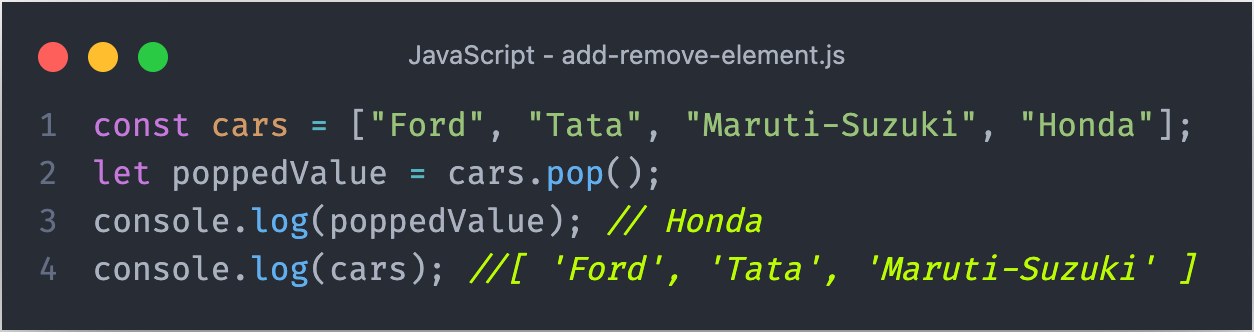 JavaScript - add-remove-element.js
1 const cars = ["Ford", "Tata", "Maruti-Suzuki", "Honda"];
2 let poppedValue = cars.pop();
3 console.log(poppedValue); // Honda
4 console.log(cars); //[ 'Ford', 'Tata', 'Maruti-Suzuki' ]